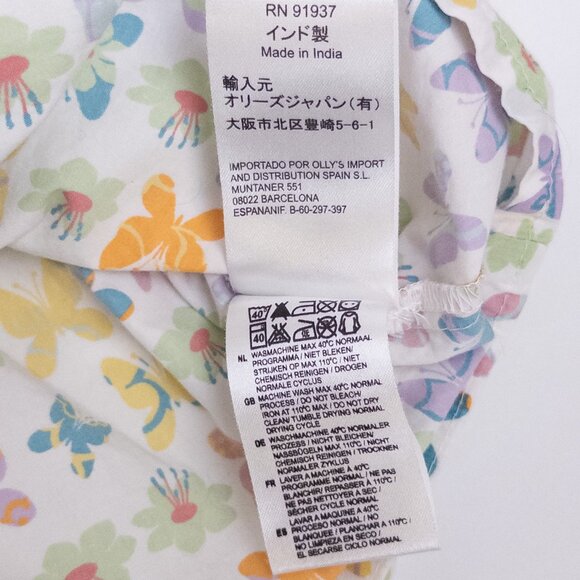 RN 91937
インド製
Made in India
輸入元
オリーズジャパン(有)
大阪市北区豊崎5-6-1
IMPORTADO POR OLLY'S IMPORT
AND DISTRIBUTION SPAIN S.L.
MUNTANER 551
08022 BARCELONA
ESPANANIF. B-60-297-397
40
40
NL WASMACHINE MAX 40°C NORMAAL
PROGRAMMA / NIET BLEKEN/
STRIJKEN OP MAX 110°C / NIET
CHEMISCH REINIGEN / DROGEN
NORMALE CYCLUS
GB MACHINE WASH MAX 40°C NORMAL
PROCESS / DO NOT BLEACH/
IRON AT 110°C MAX / DO NOT DRY
CLEAN/ TUMBLE DRYING NORMAL
DRYING CYCLE
DE WASCHMACHINE 40°C NORMALER
PROZESS / NICHT BLEICHEN/
NASSBÜGELN MAX 110°C / NICHT
CHEMISCH REINIGEN / TROCKNEN
NORMALER ZYKLUS
FR LAVER A MACHINE A 40°C
PROGRAMME NORMAL / NE PAS
BLANCHIR/ REPASSER A 110°C /
NE PAS NETTOYER A SEC /
SÉCHER CYCLE NORMAL
LAVAR A MAQUINA A 40°C
ES PROCESO NORMAL / NO
BLANQUEE / PLANCHAR A 110°C /
NO LIMPIEZA EN SECO /
EL SECARSE CICLO NORMAL